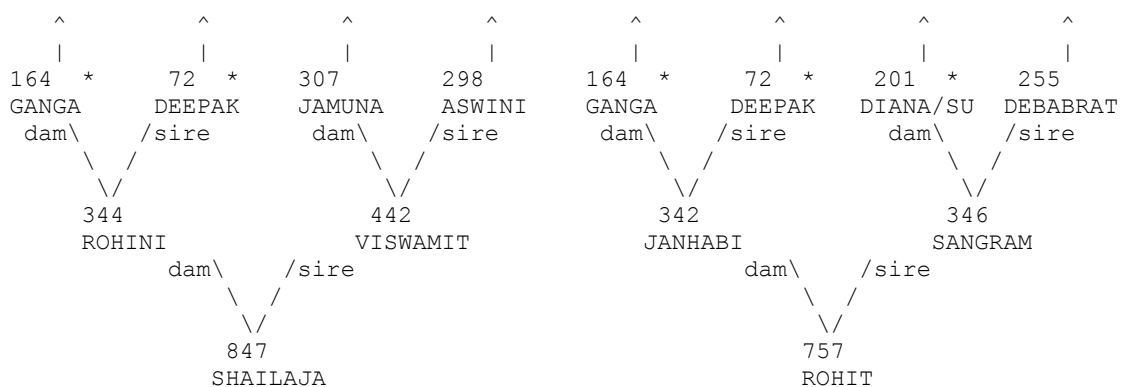 ^ ^ ^ ^ ^ ^ ^ ^
| | | | | | | |
164 * 72 * 307 298 164 * 72 * 201 * 255
GANGA DEEPAK JAMUNA ASWINI GANGA DEEPAK DIANA/SU DEBABRAT
dam\ /sire dam\ /sire dam\ /sire dam\ /sire
\ / \ / \ / \ /
\/ \/ \/ \/
344 442 342 346
ROHINI VISWAMIT JANHABI SANGRAM
dam\ /sire dam\ /sire
\ / \ /
\/ \/
847 757
SHAILAJA ROHIT